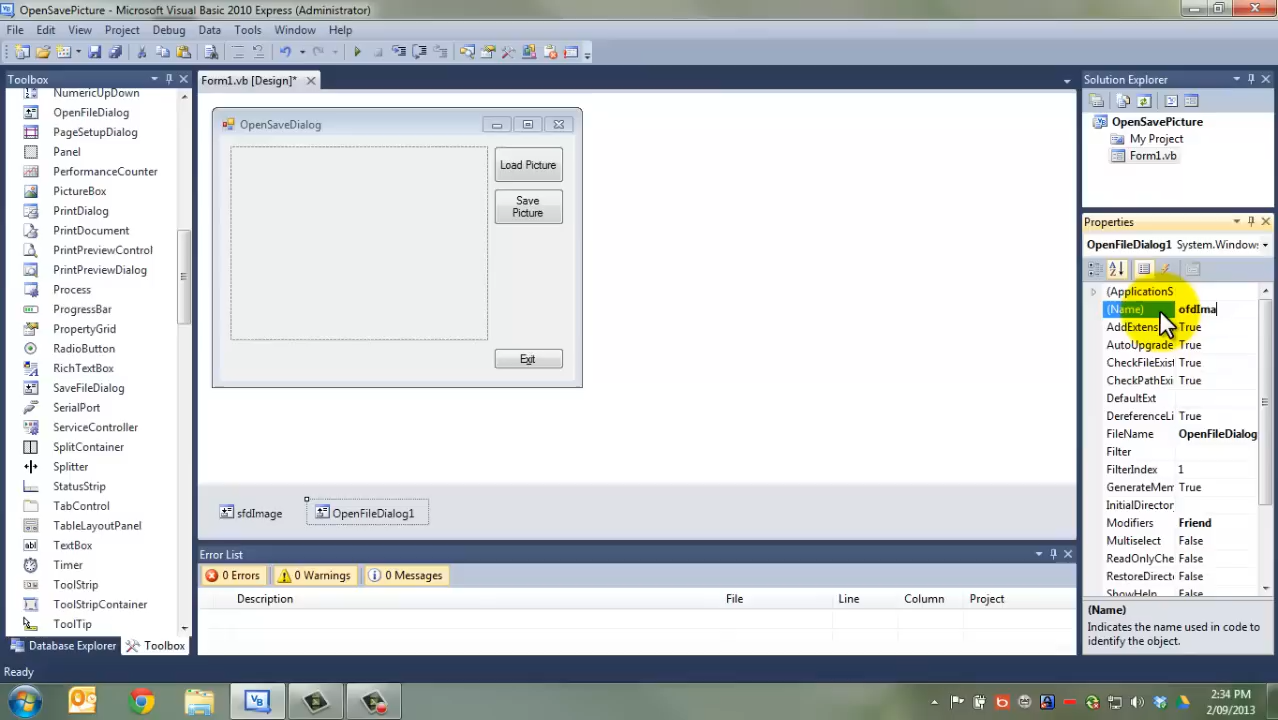 OpenSavePicture - Microsoft Visual Basic 2010 Express (Administrator)
File Edit View Project Debug Data Tools Window Help
Toolbox
NumericUpDown
OpenFileDialog
PageSetupDialog
Panel
PerformanceCounter
PictureBox
PrintDialog
PrintDocument
PrintPreviewControl
PrintPreviewDialog
Process
ProgressBar
PropertyGrid
RadioButton
RichTextBox
SaveFileDialog
SerialPort
ServiceController
SplitContainer
Splitter
StatusStrip
TabControl
TableLayoutPanel
TextBox
Timer
ToolStrip
ToolStripContainer
ToolTip
Database Explorer Toolbox
Form1.vb [Design]*
OpenSaveDialog
Load Picture
Save
Picture
Exit
sfdImage OpenFileDialog1
Error List
0 Errors 0 Warnings 0 Messages
Description File Line Column Project
Solution Explorer
OpenSavePicture
My Project
Form1.vb
Properties
OpenFileDialog1 System.Windows:
(ApplicationS
(Name) ofdIma
AddExtens True
AutoUpgrade True
CheckFileExist True
CheckPathExi True
DefaultExt
DereferenceLi True
FileName OpenFileDialog
Filter
FilterIndex 1
GenerateMem True
InitialDirector
Modifiers Friend
Multiselect False
ReadOnlyChe False
RestoreDirect False
ShowHelp False
(Name)
Indicates the name used in code to
identify the object.
Ready
2:34 PM
2/09/2013